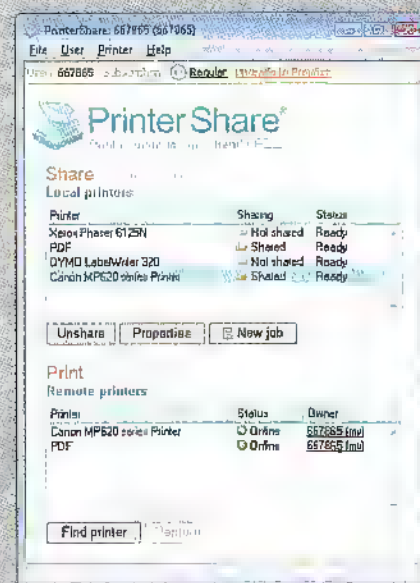 PrinterShare: 667865 (667865)
File User Printer Help
667865 Regular
PrinterShare
Share
Local printers
Printer Sharing Status
Xerox Phaser 6125N Not shared Ready
PDF Shared Ready
DYMO LabelWriter 320 Not shared Ready
Canon MP620 series Printer Shared Ready
Unshare Properties New job
Print
Remote printers
Printer Status Owner
Canon MP620 series Printer Online 667865 (my)
PDF Online 667865 (my)
Find printer